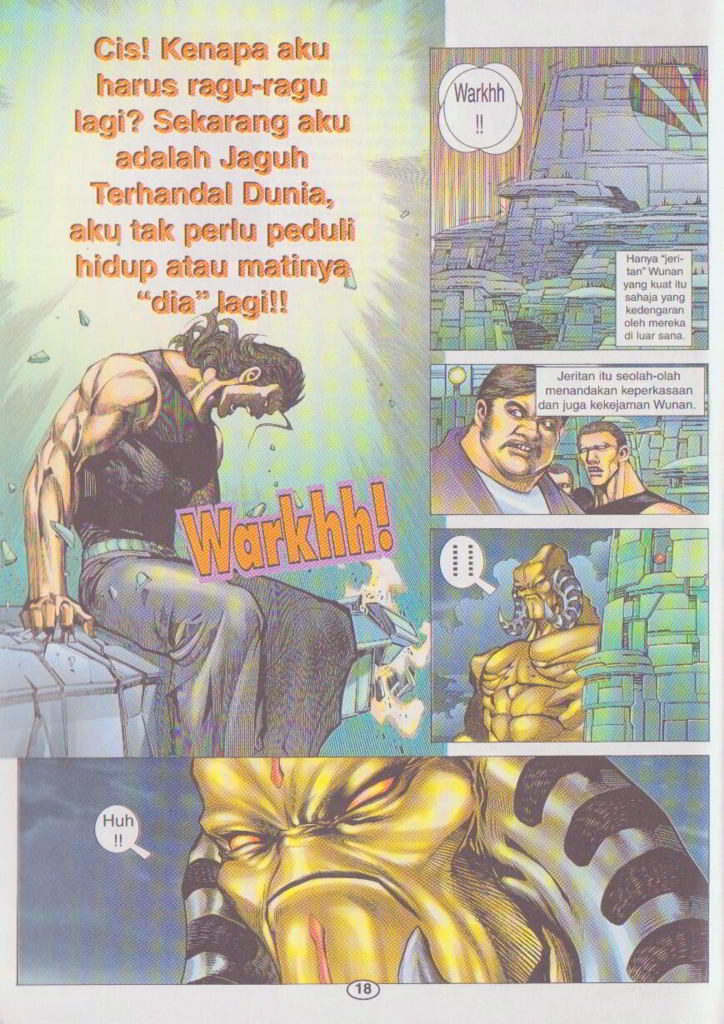 Cis! Kenapa aku
harus ragu-ragu
lagi? Sekarang aku
adalah Jaguh
Terhandal Dunia,
aku tak perlu peduli
hidup atau matinya
“dia” lagi!!
Warkhh!
Warkhh
!!
Hanya “jeri-
tan” Wunan
yang kuat itu
sahaja yang
kedengaran
oleh mereka
di luar sana.
Jeritan itu seolah-olah
menandakan keperkasaan
dan juga kekejaman Wunan.
Huh
!!
18